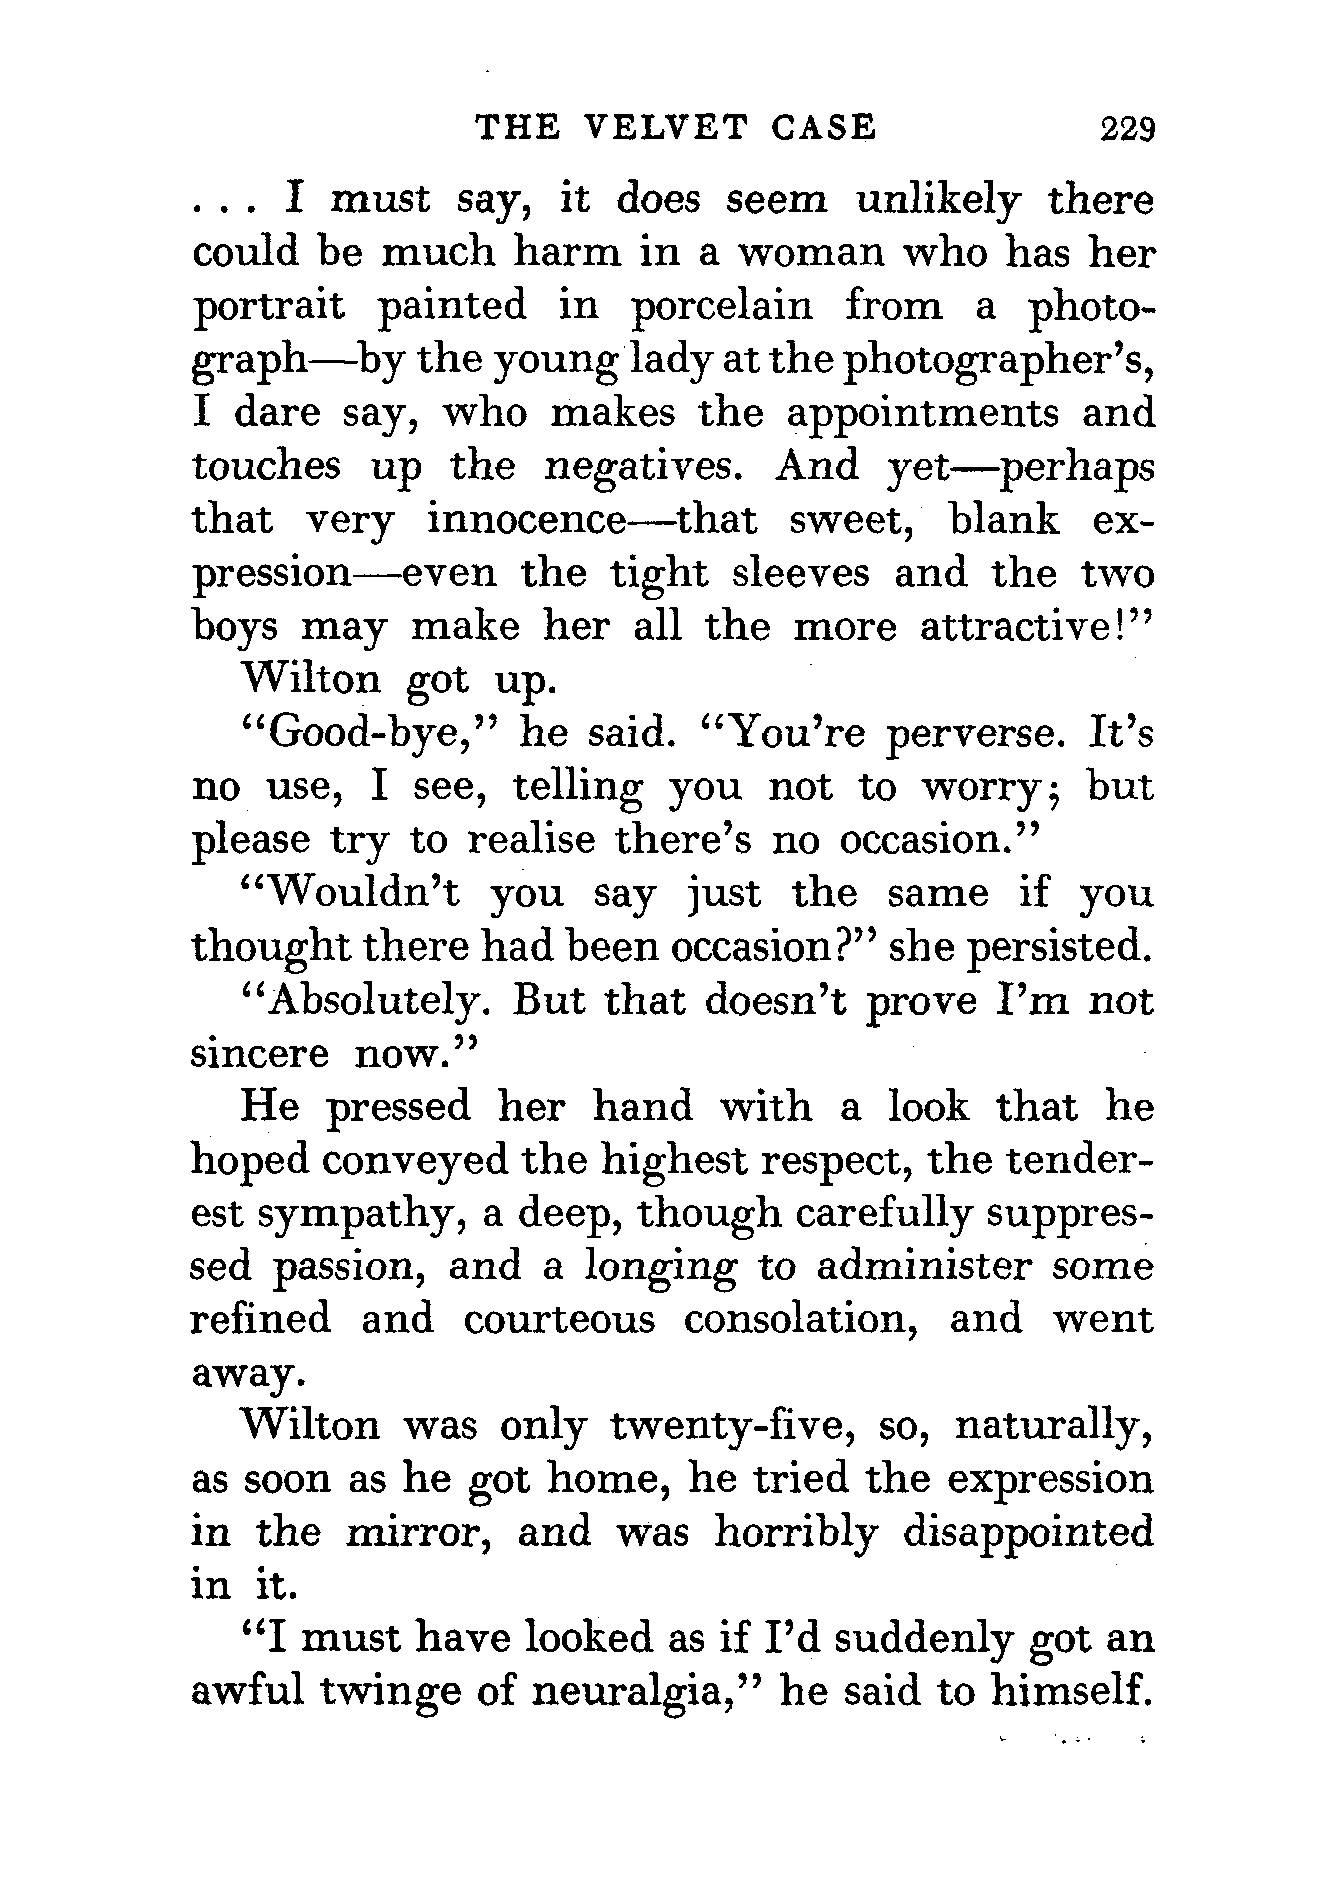 THE VELVET CASE 229
. . . I must say, it does seem unlikely there
could be much harm in a woman who has her
portrait painted in porcelain from a photo-
graph—by the young lady at the photographer's,
I dare say, who makes the appointments and
touches up the negatives. And yet—perhaps
that very innocence—that sweet, blank ex-
pression—even the tight sleeves and the two
boys may make her all the more attractive!”
Wilton got up.
“Good-bye,” he said. “You're perverse. It's
no use, I see, telling you not to worry; but
please try to realise there's no occasion.”
“Wouldn't you say just the same if you
thought there had been occasion?” she persisted.
“Absolutely. But that doesn't prove I'm not
sincere now.”
He pressed her hand with a look that he
hoped conveyed the highest respect, the tender-
est sympathy, a deep, though carefully suppres-
sed passion, and a longing to administer some
refined and courteous consolation, and went
away.
Wilton was only twenty-five, so, naturally,
as soon as he got home, he tried the expression
in the mirror, and was horribly disappointed
in it.
“I must have looked as if I'd suddenly got an
awful twinge of neuralgia,” he said to himself.